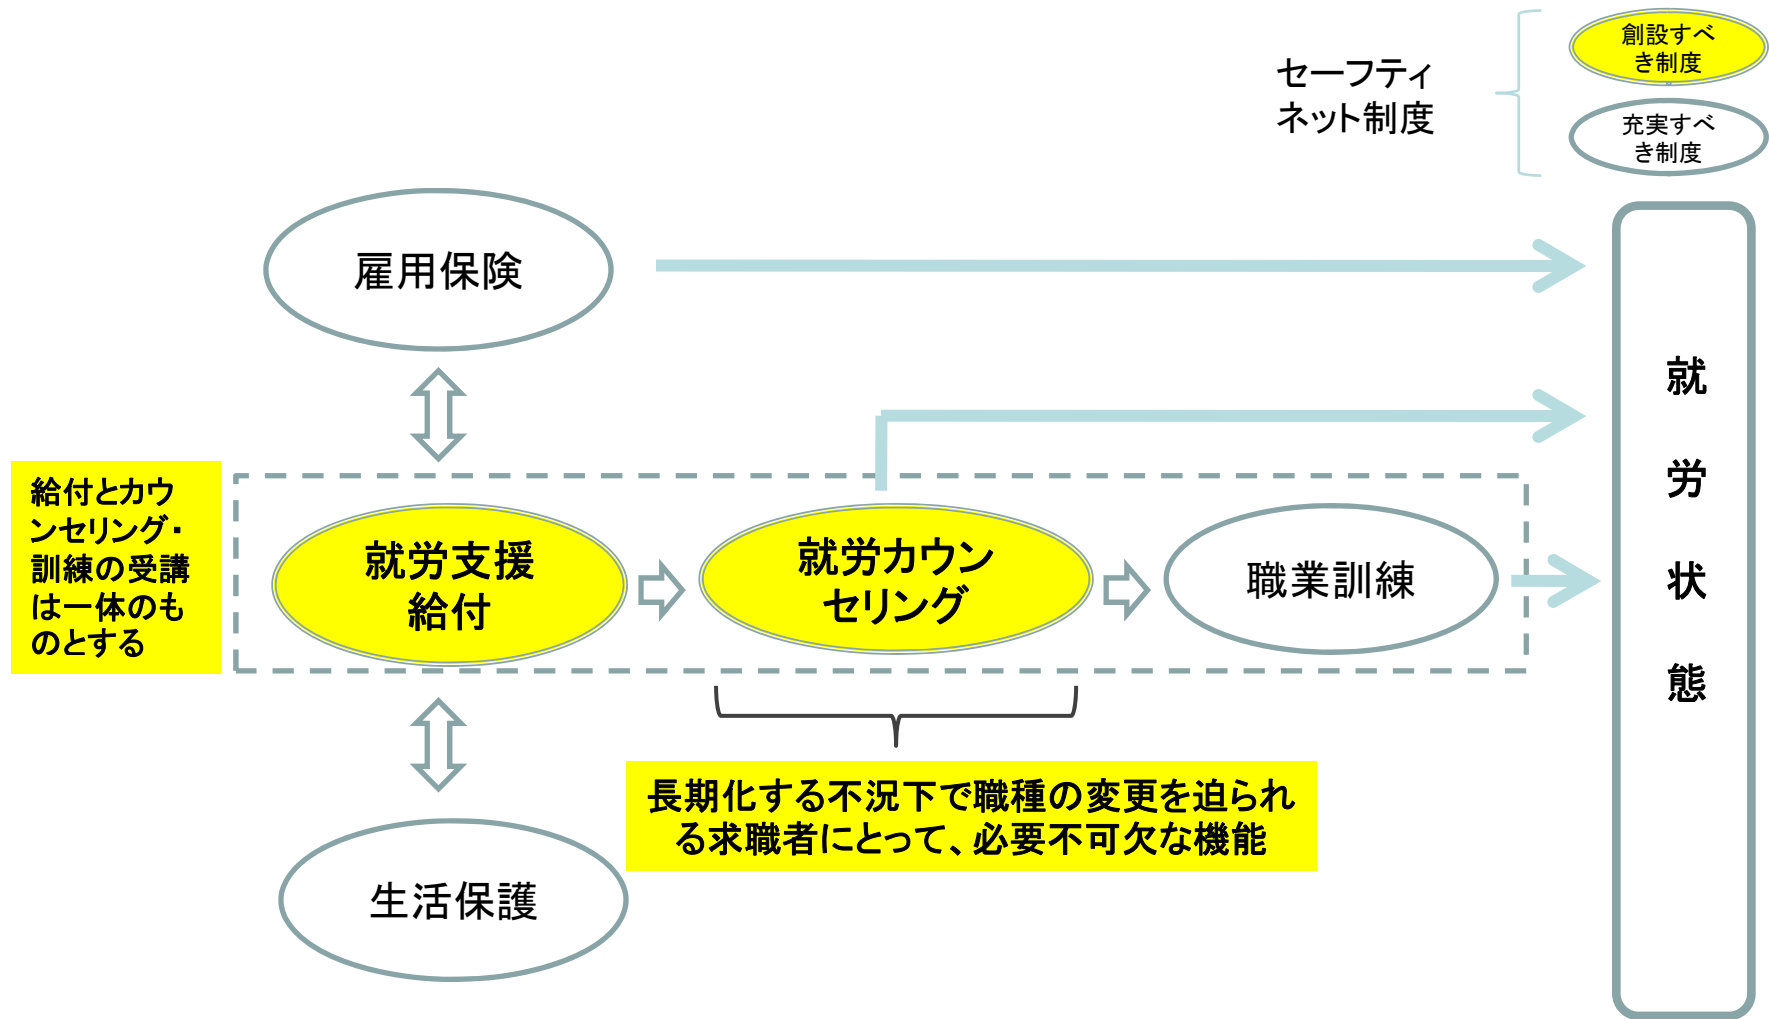 セーフティ
ネット制度
創設すべ
き制度
充実すべ
き制度
雇用保険
給付とカウ
ンセリング・
訓練の受講
は一体のも
のとする
就労支援
給付
就労カウン
セリング
職業訓練
就
労
状
態
長期化する不況下で職種の変更を迫られ
る求職者にとって、必要不可欠な機能
生活保護